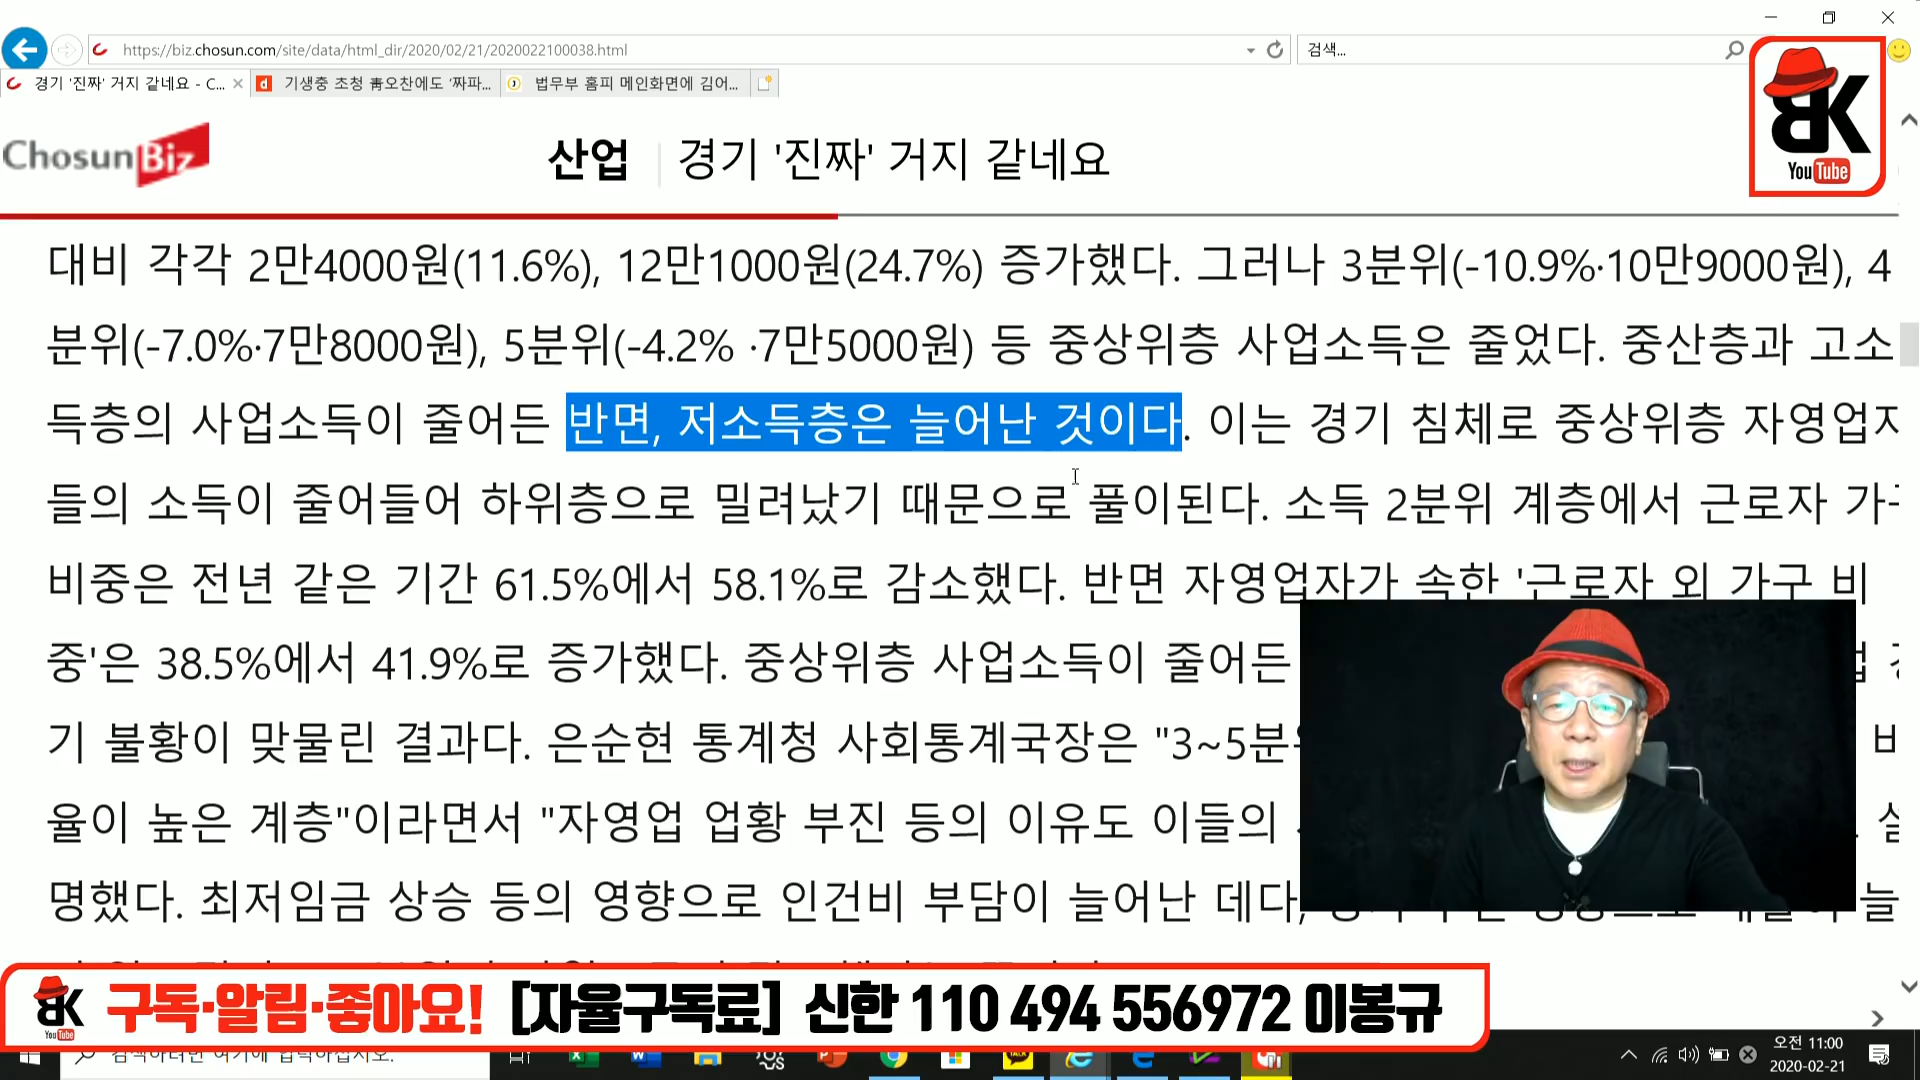 https://biz.chosun.com/site/data/html_dir/2020/02/21/2020022100038.html
검색...
경기 '진짜' 거지 같네요 - C...
기생충 초청 靑오찬에도 '짜파...
법무부 홈피 메인화면에 김어...
BK
YouTube
ChosunBiz
산업
경기 '진짜' 거지 같네요
대비 각각 2만4000원(11.6%), 12만1000원(24.7%) 증가했다. 그러나 3분위(-10.9%·10만9000원), 4
분위(-7.0%·7만8000원), 5분위(-4.2% ·7만5000원) 등 중상위층 사업소득은 줄었다. 중산층과 고소
득층의 사업소득이 줄어든 반면, 저소득층은 늘어난 것이다. 이는 경기 침체로 중상위층 자영업자
들의 소득이 줄어들어 하위층으로 밀려났기 때문으로 풀이된다. 소득 2분위 계층에서 근로자 가구
비중은 전년 같은 기간 61.5%에서 58.1%로 감소했다. 반면 자영업자가 속한 '근로자 외 가구 비
중'은 38.5%에서 41.9%로 증가했다. 중상위층 사업소득이 줄어든
기 불황이 맞물린 결과다. 은순현 통계청 사회통계국장은 "3~5분위
율이 높은 계층"이라면서 "자영업 업황 부진 등의 이유도 이들의
명했다. 최저임금 상승 등의 영향으로 인건비 부담이 늘어난 데다,
BK
YouTube
구독·알림·좋아요! [자율구독료] 신한 110 494 556972 이봉규
검색하려면 여기에 입력하십시오.
오전 11:00
2020-02-21